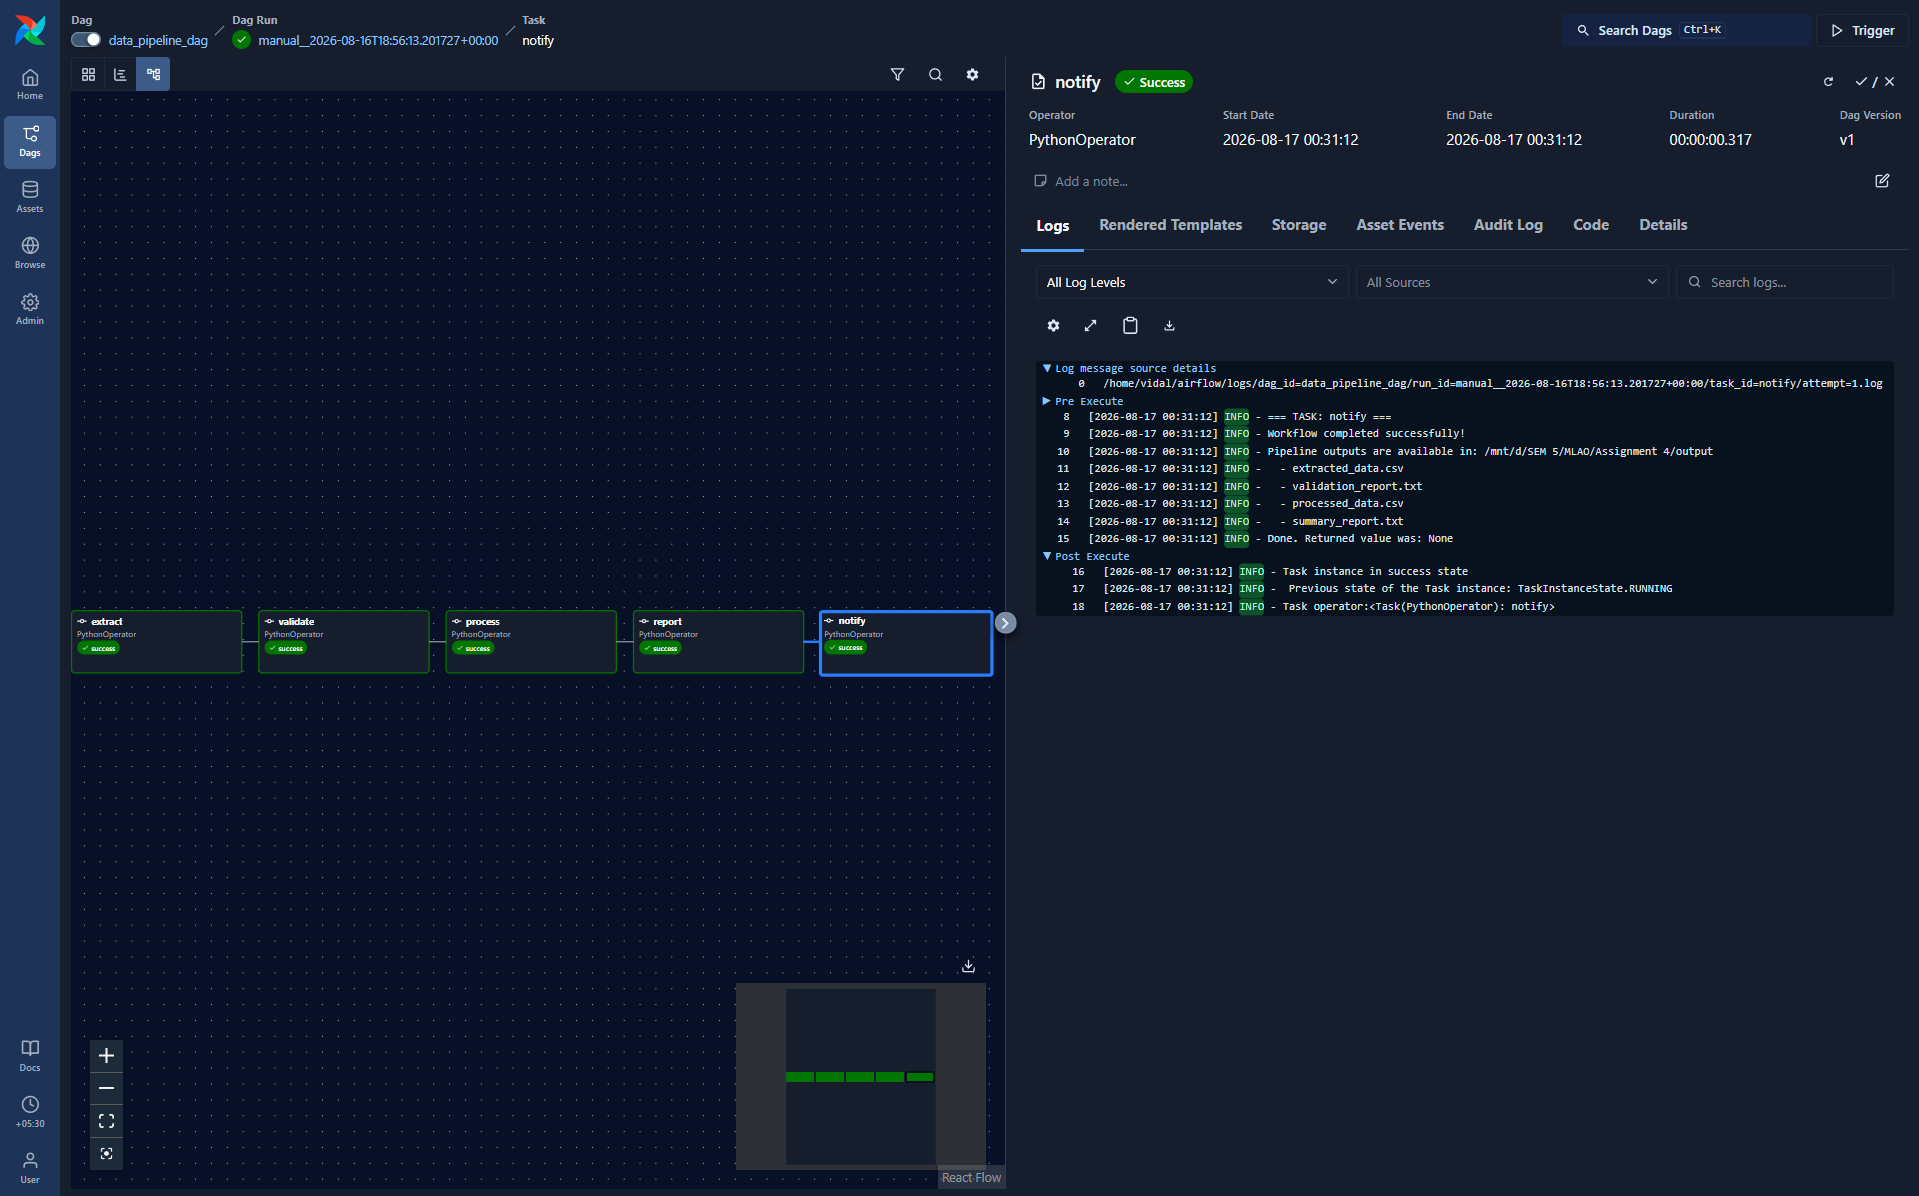 Dag
data_pipeline_dag
Dag Run
manual__2026-08-16T18:56:13.201727+00:00
Task
notify
Search Dags Ctrl+K
Trigger
Home
Dags
Assets
Browse
Admin
Docs
+05:30
User
extract
PythonOperator
success
validate
PythonOperator
success
process
PythonOperator
success
report
PythonOperator
success
notify
PythonOperator
success
React Flow
notify Success
Operator Start Date End Date Duration Dag Version
PythonOperator 2026-08-17 00:31:12 2026-08-17 00:31:12 00:00:00.317 v1
Add a note...
Logs Rendered Templates Storage Asset Events Audit Log Code Details
All Log Levels All Sources Search logs...
Log message source details
0 /home/vidal/airflow/logs/dag_id=data_pipeline_dag/run_id=manual__2026-08-16T18:56:13.201727+00:00/task_id=notify/attempt=1.log
Pre Execute
8 [2026-08-17 00:31:12] INFO - === TASK: notify ===
9 [2026-08-17 00:31:12] INFO - Workflow completed successfully!
10 [2026-08-17 00:31:12] INFO - Pipeline outputs are available in: /mnt/d/SEM 5/MLAO/Assignment 4/output
11 [2026-08-17 00:31:12] INFO - - extracted_data.csv
12 [2026-08-17 00:31:12] INFO - - validation_report.txt
13 [2026-08-17 00:31:12] INFO - - processed_data.csv
14 [2026-08-17 00:31:12] INFO - - summary_report.txt
15 [2026-08-17 00:31:12] INFO - Done. Returned value was: None
Post Execute
16 [2026-08-17 00:31:12] INFO - Task instance in success state
17 [2026-08-17 00:31:12] INFO - Previous state of the Task instance: TaskInstanceState.RUNNING
18 [2026-08-17 00:31:12] INFO - Task operator:<Task(PythonOperator): notify>